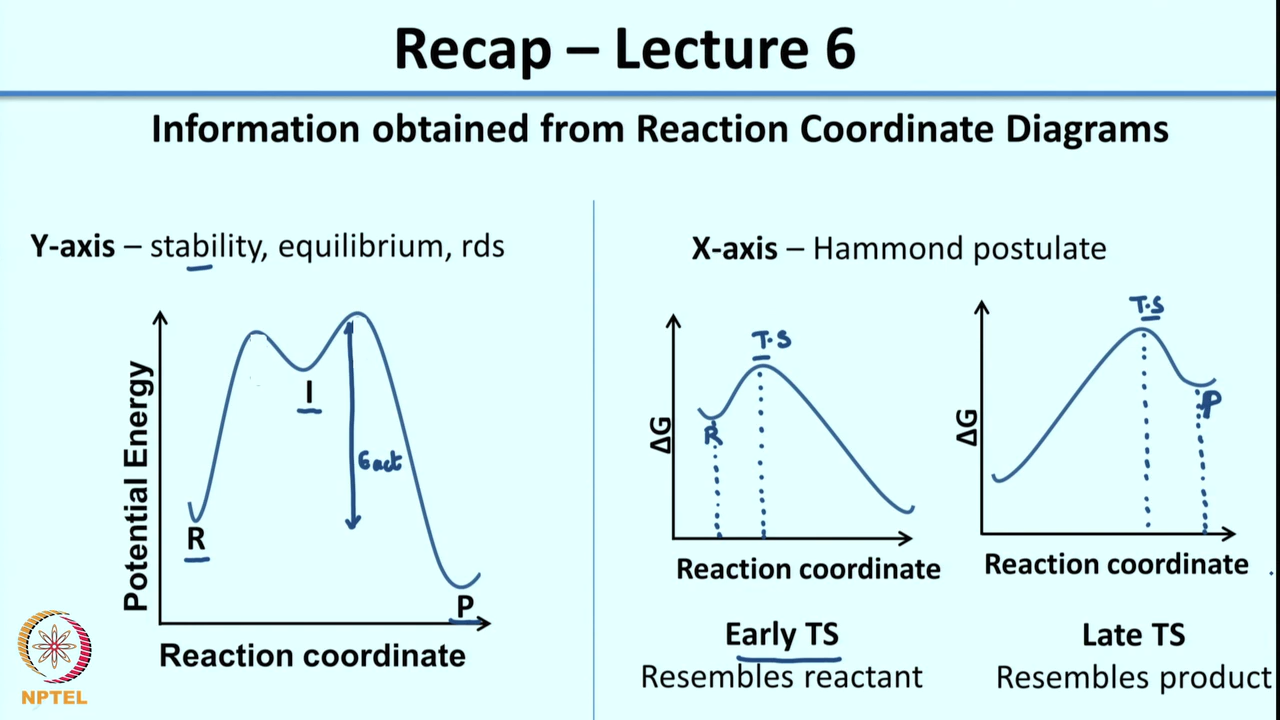 Recap – Lecture 6
Information obtained from Reaction Coordinate Diagrams
Y-axis – stability, equilibrium, rds
Potential Energy
R
I
Eact
P
Reaction coordinate
X-axis – Hammond postulate
ΔG
R
T.S
Reaction coordinate
Early TS
Resembles reactant
ΔG
T.S
P
Reaction coordinate
Late TS
Resembles product
NPTEL